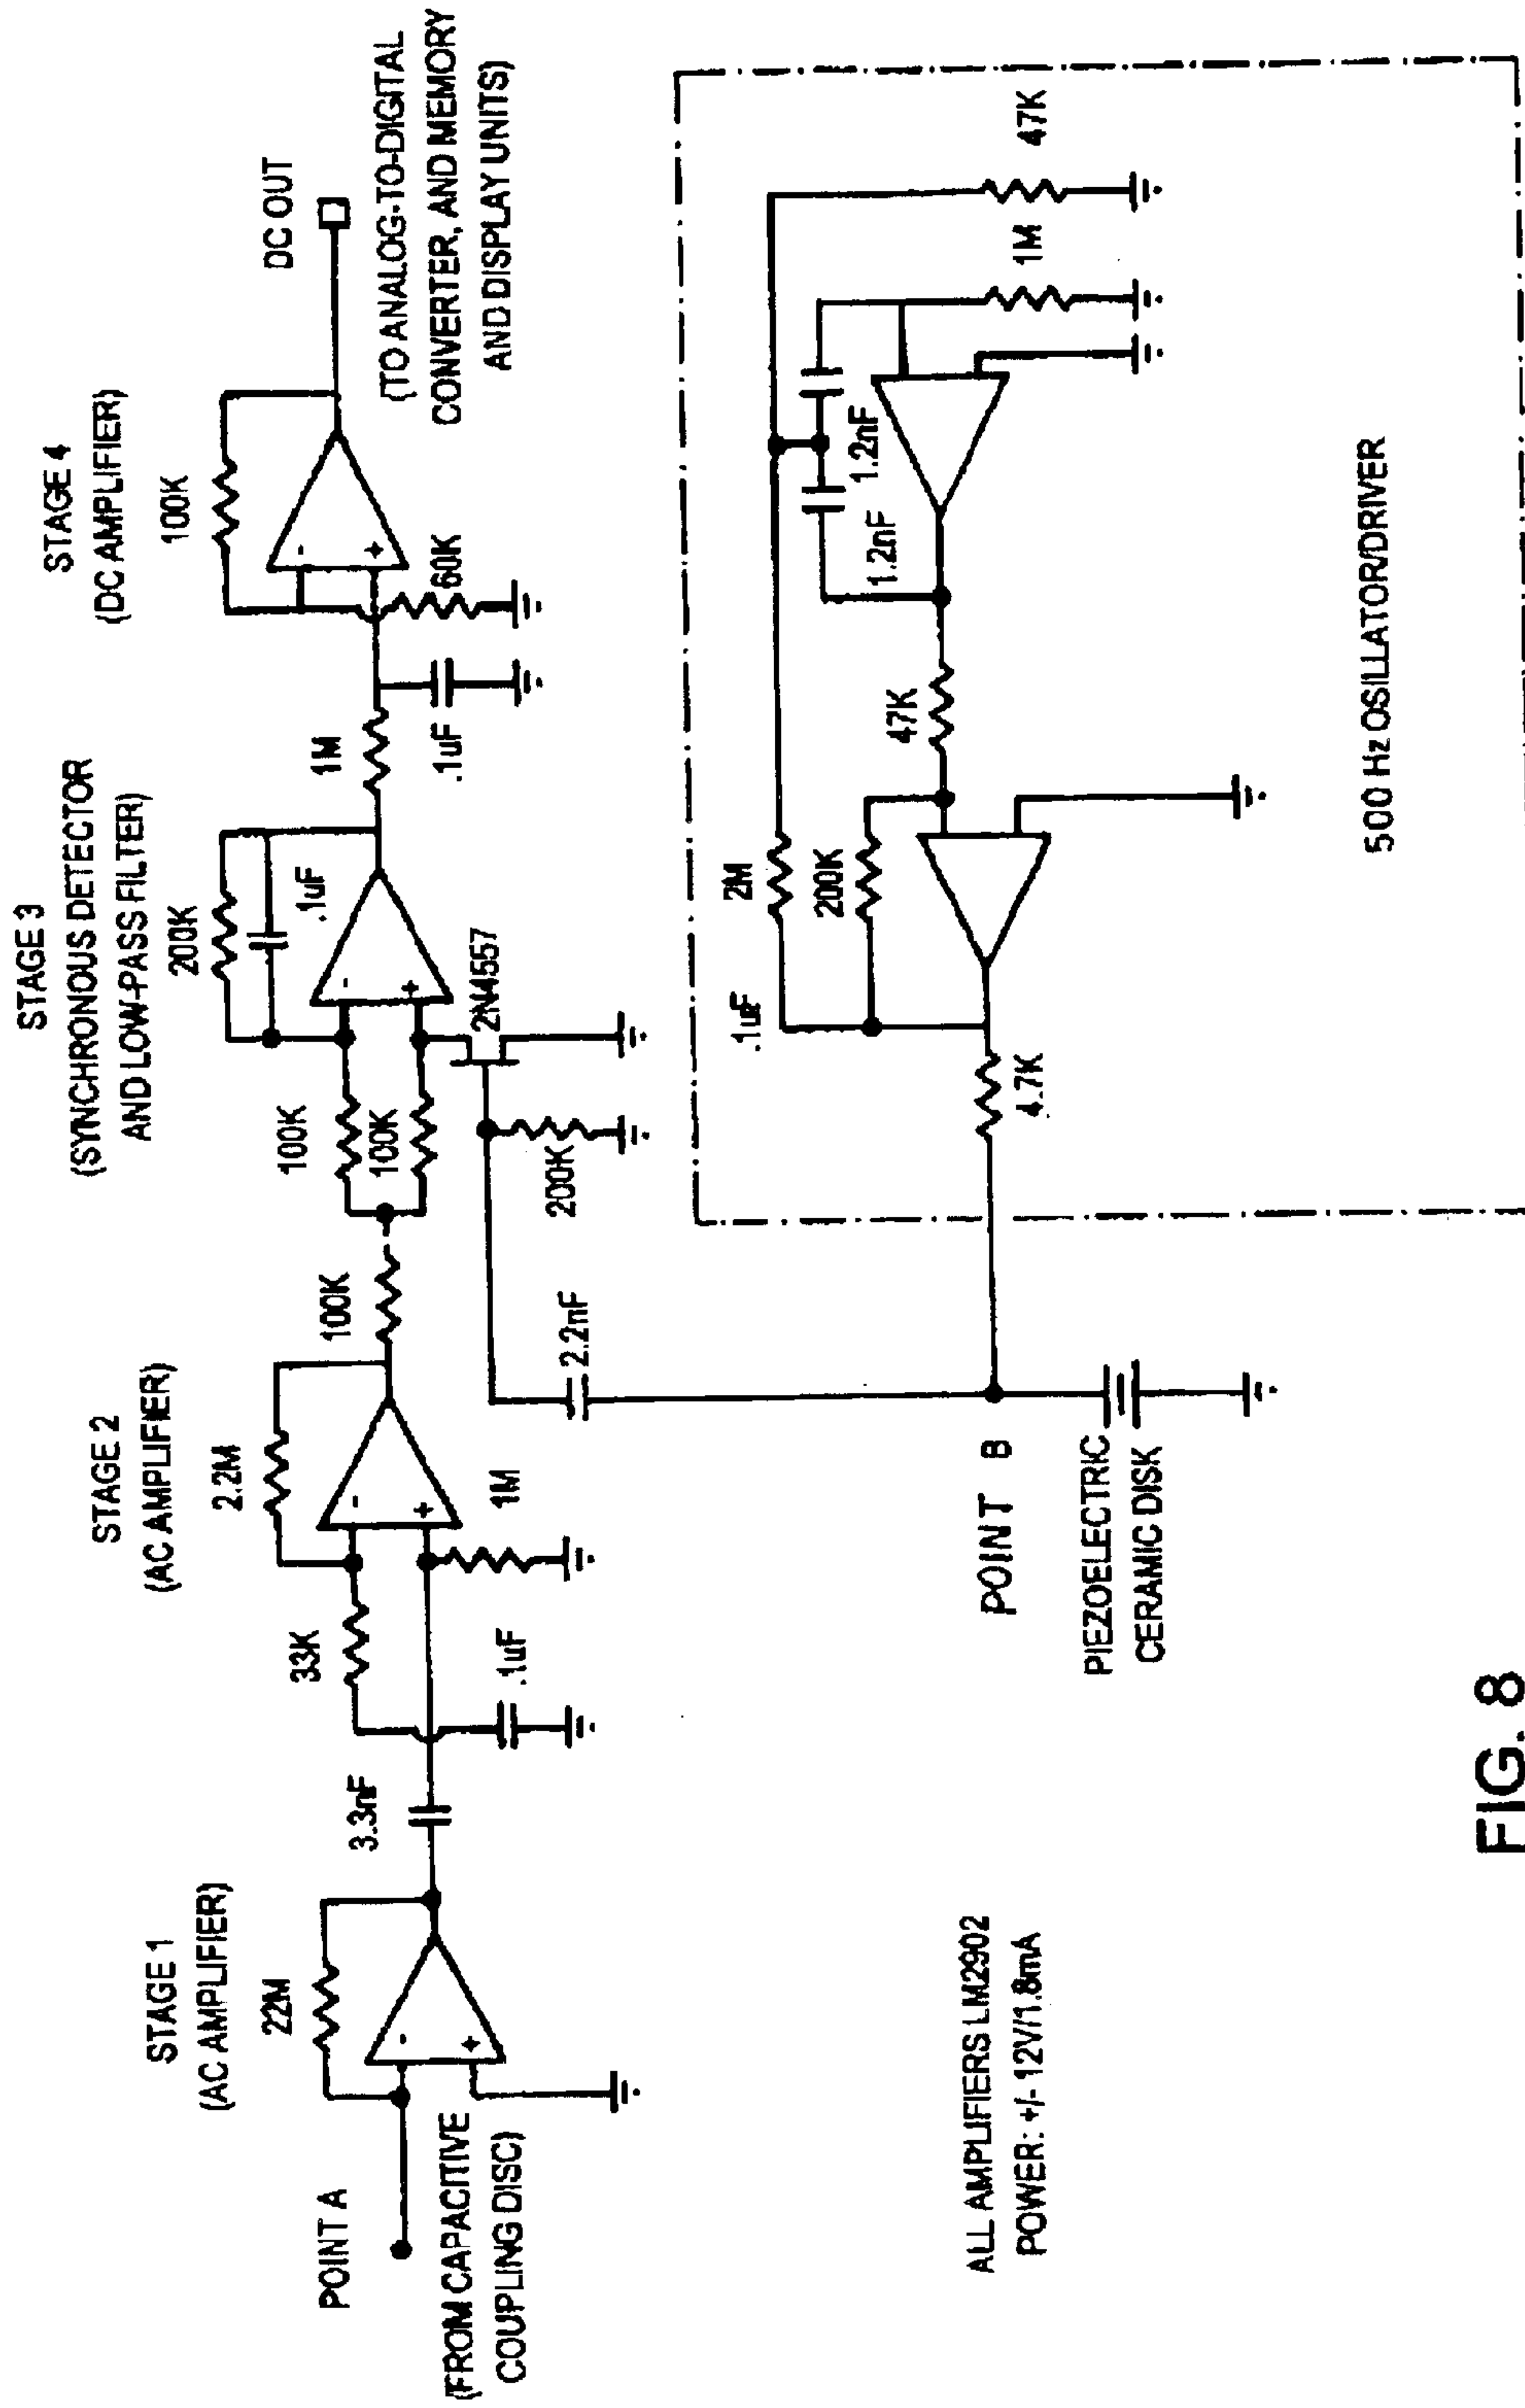 STAGE 1
(AC AMPLIFIER)
22M
-
+
POINT A
(FROM CAPACITIVE
COUPLING DISC)
3.3nF
STAGE 2
(AC AMPLIFIER)
2.2M
33K
-
+
.1uF
1M
100K
STAGE 3
(SYNCHRONOUS DETECTOR
AND LOW-PASS FILTER)
200K
.1uF
100K
100K
-
+
2N4557
200K
2.2nF
1M
.1uF
STAGE 4
(DC AMPLIFIER)
100K
-
+
60K
DC OUT
(TO ANALOG-TO-DIGITAL
CONVERTER, AND MEMORY
AND DISPLAY UNITS)
POINT B
PIEZOELECTRIC
CERAMIC DISK
.1uF
4.7K
2M
200K
47K
1.2nF
1.2nF
1M
47K
500 Hz OSILLATOR/DRIVER
ALL AMPLIFIERS LM2902
POWER: +/- 12V/1.8mA
FIG. 8